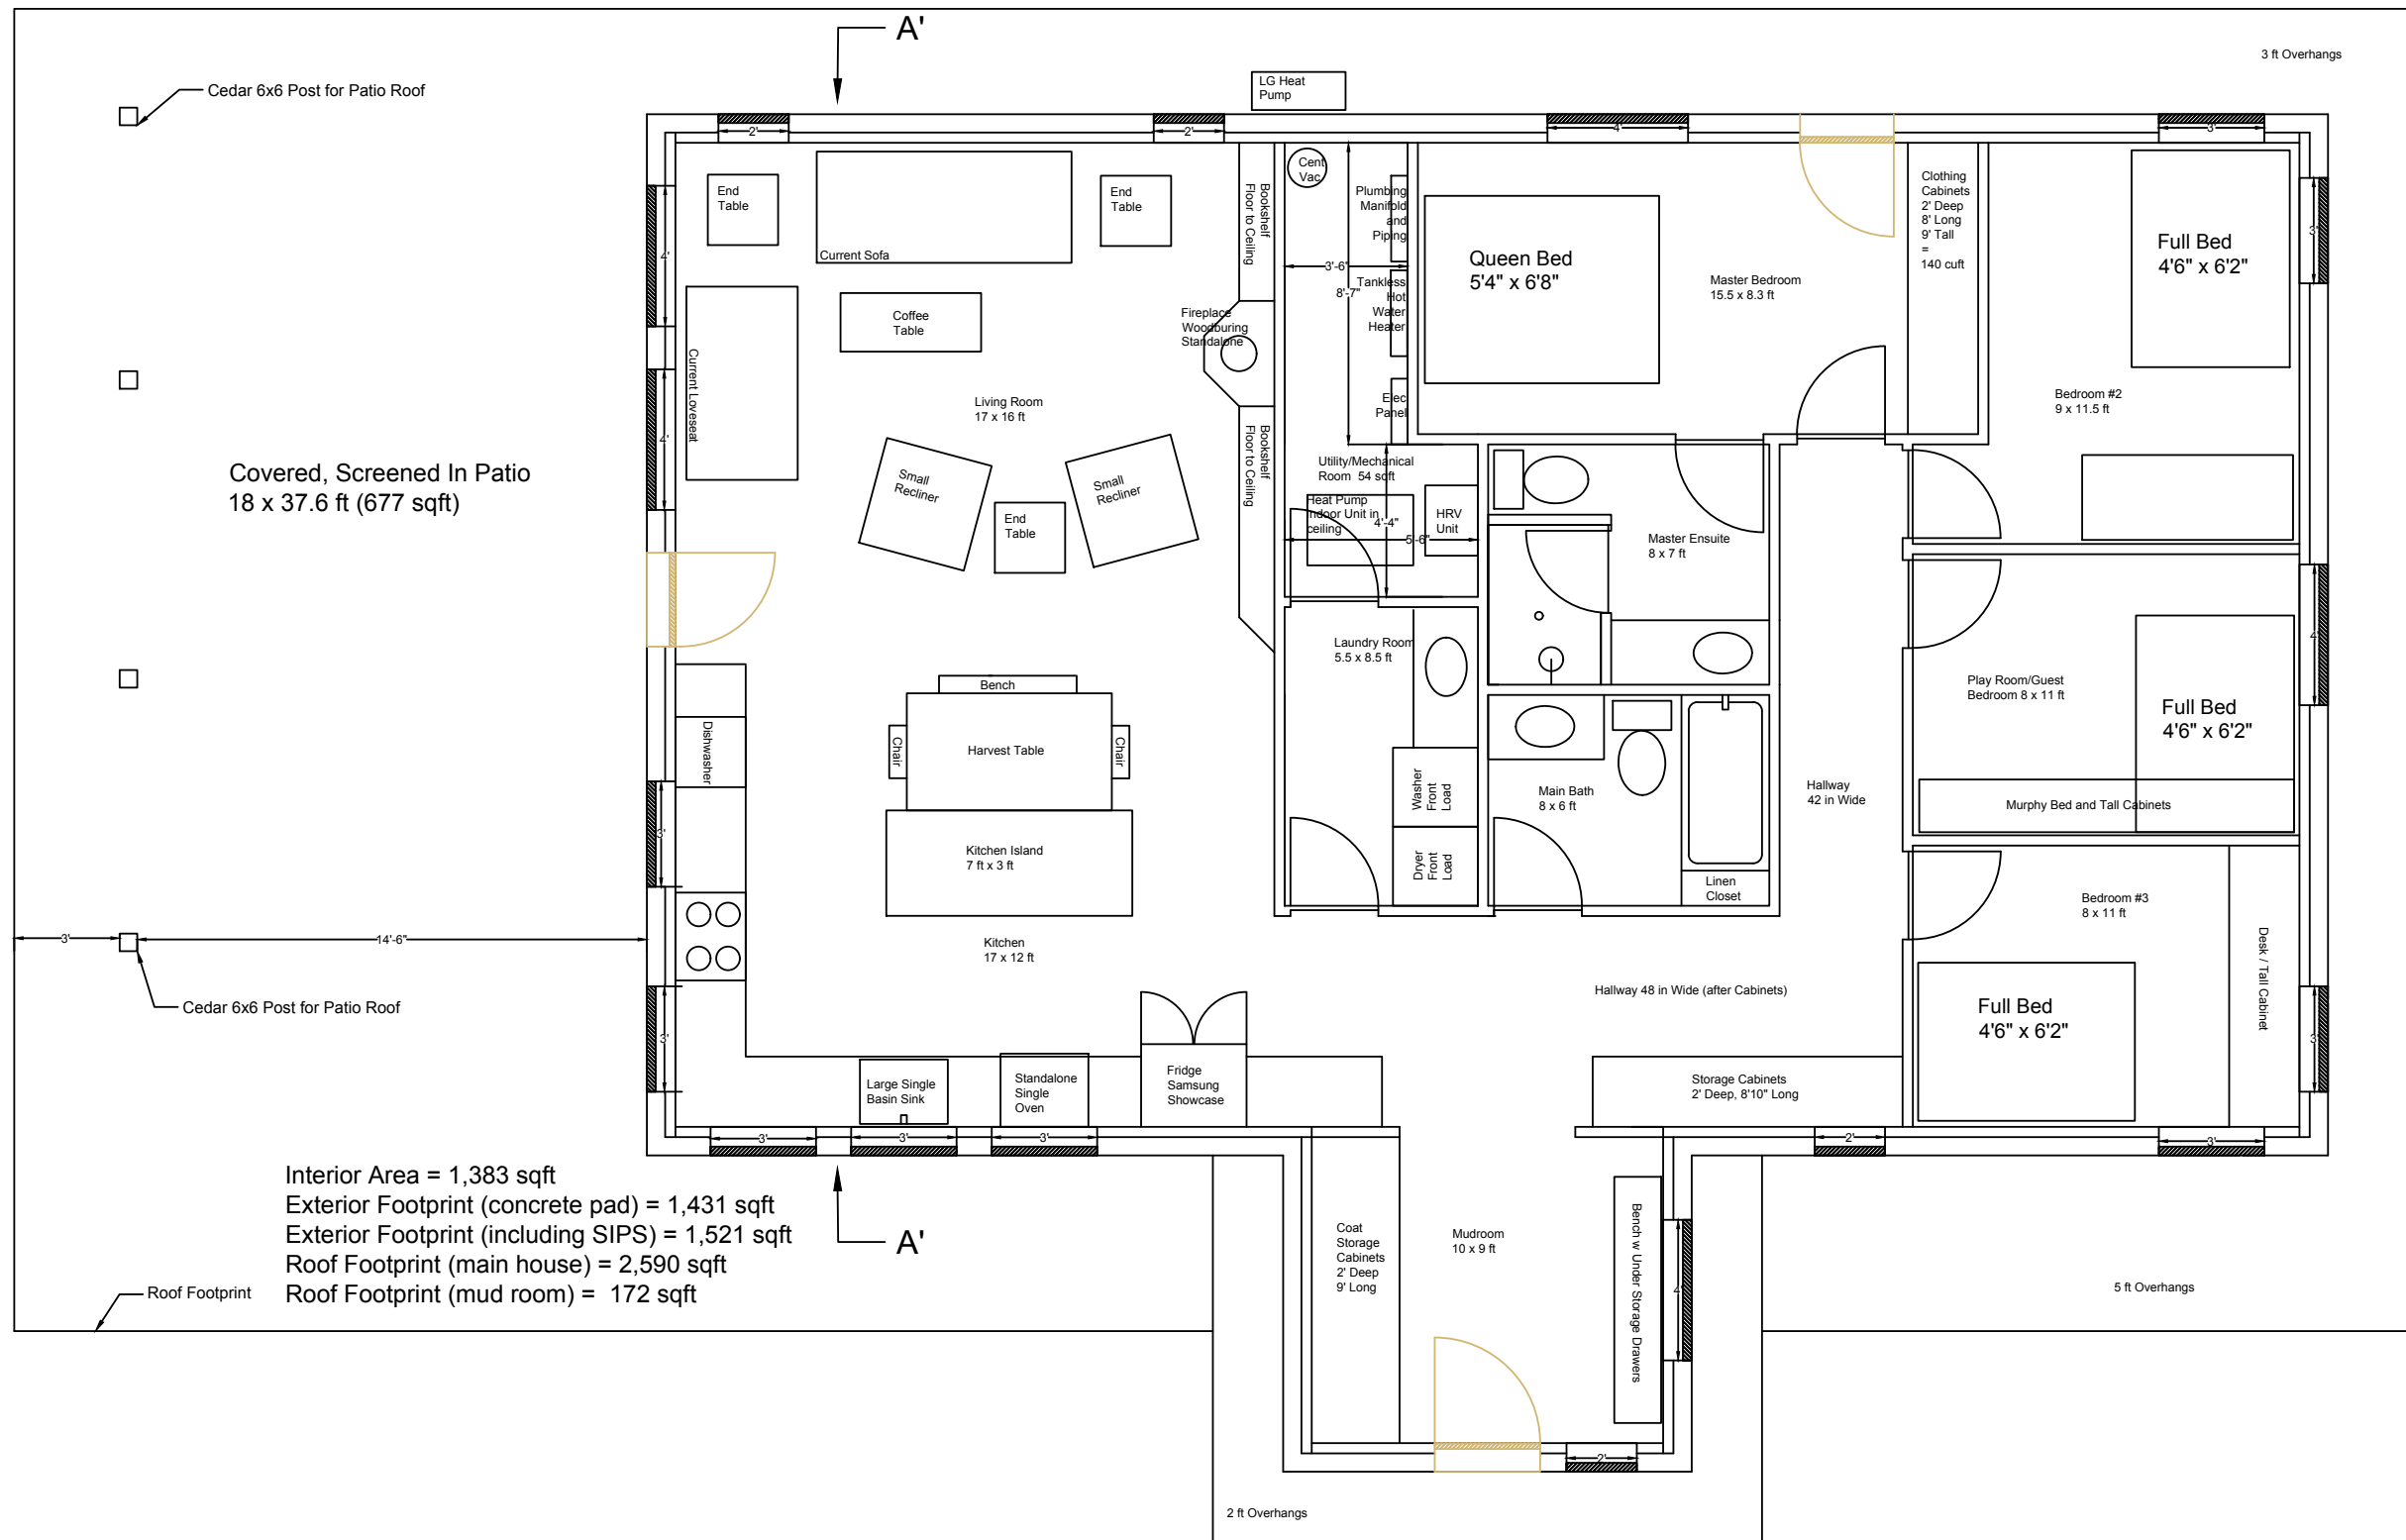 A'
3 ft Overhangs
Cedar 6x6 Post for Patio Roof
LG Heat
Pump
2'
2'
4'
3'
End
Table
Current Sofa
End
Table
Bookshelf
Floor to Ceiling
Cent
Vac
Plumbing
Manifold
and
Piping
3'-6"
8'-7"
Tankless
Hot
Water
Heater
Elec
Panel
Queen Bed
5'4" x 6'8"
Master Bedroom
15.5 x 8.3 ft
Clothing
Cabinets
2' Deep
8' Long
9' Tall
=
140 cuft
Full Bed
4'6" x 6'2"
3'
4'
Coffee
Table
Fireplace
Woodburing
Standalone
Current Loveseat
4'
Living Room
17 x 16 ft
Bedroom #2
9 x 11.5 ft
Covered, Screened In Patio
18 x 37.6 ft (677 sqft)
Small
Recliner
End
Table
Small
Recliner
Bookshelf
Floor to Ceiling
Utility/Mechanical
Room 54 sqft
Heat Pump
Indoor Unit in
ceiling
4'-4"
5'-6"
HRV
Unit
Master Ensuite
8 x 7 ft
Laundry Room
5.5 x 8.5 ft
Bench
Harvest Table
Chair
Chair
Dishwasher
Play Room/Guest
Bedroom 8 x 11 ft
4'
Full Bed
4'6" x 6'2"
Murphy Bed and Tall Cabinets
Washer
Front
Load
Main Bath
8 x 6 ft
Hallway
42 in Wide
3'
Kitchen Island
7 ft x 3 ft
Dryer
Front
Load
Linen
Closet
Bedroom #3
8 x 11 ft
Desk / Tall Cabinet
3'
14'-6"
Kitchen
17 x 12 ft
Hallway 48 in Wide (after Cabinets)
Full Bed
4'6" x 6'2"
Cedar 6x6 Post for Patio Roof
3'
3'
Large Single
Basin Sink
Standalone
Single
Oven
Fridge
Samsung
Showcase
Storage Cabinets
2' Deep, 8'10" Long
3'
3'
3'
2'
3'
Interior Area = 1,383 sqft
Exterior Footprint (concrete pad) = 1,431 sqft
Exterior Footprint (including SIPS) = 1,521 sqft
Roof Footprint (main house) = 2,590 sqft
Roof Footprint (mud room) = 172 sqft
A'
Roof Footprint
Coat
Storage
Cabinets
2' Deep
9' Long
Mudroom
10 x 9 ft
Bench w Under Storage Drawers
4'
5 ft Overhangs
2'
2 ft Overhangs